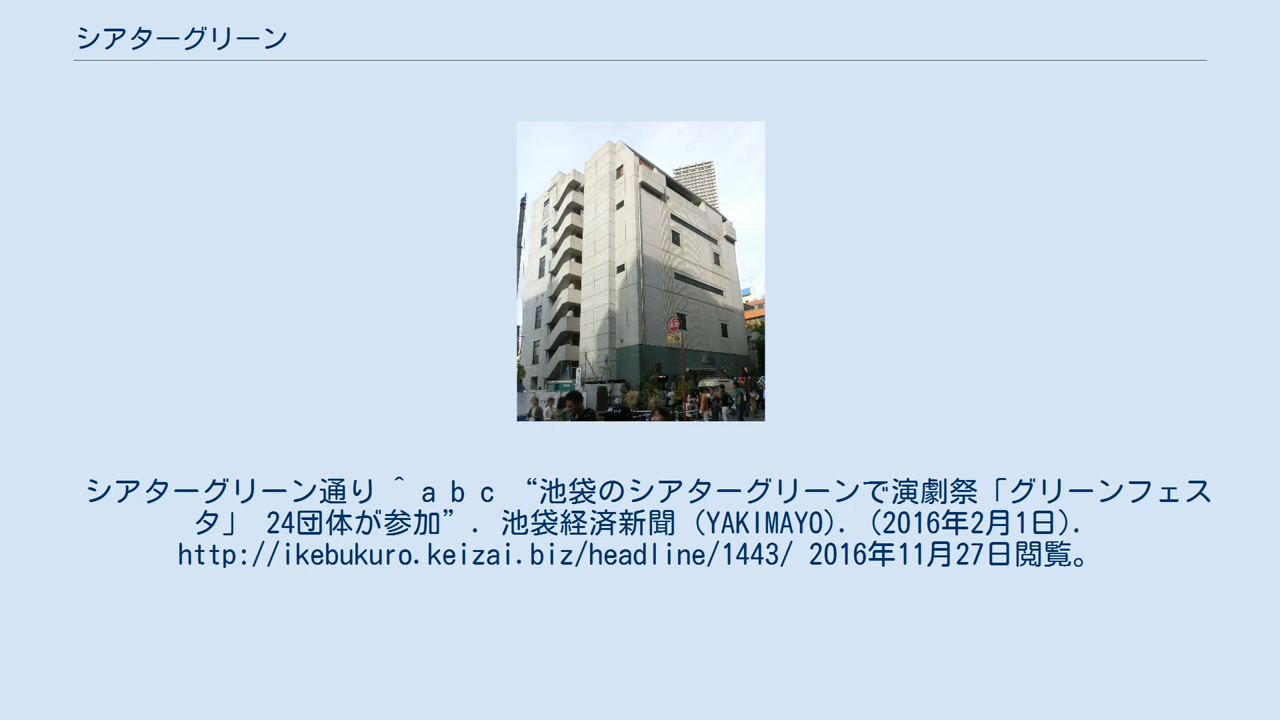 シアターグリーン
シアターグリーン通り ^ a b c “池袋のシアターグリーンで演劇祭「グリーンフェス
タ」 24団体が参加”. 池袋経済新聞 (YAKIMAYO). (2016年2月1日).
http://ikebukuro.keizai.biz/headline/1443/ 2016年11月27日閲覧。